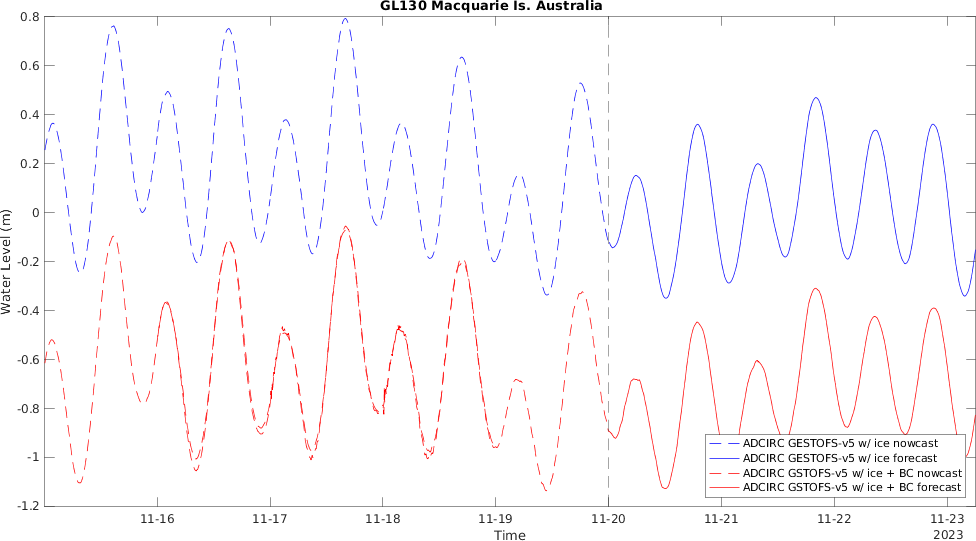 GL130 Macquarie Is. Australia
Water Level (m)
0.8
0.6
0.4
0.2
0
-0.2
-0.4
-0.6
-0.8
-1
-1.2
11-16
11-17
11-18
11-19
11-20
11-21
11-22
11-23
Time
2023
ADCIRC GESTOFS-v5 w/ ice nowcast
ADCIRC GESTOFS-v5 w/ ice forecast
ADCIRC GSTOFS-v5 w/ ice + BC nowcast
ADCIRC GSTOFS-v5 w/ ice + BC forecast